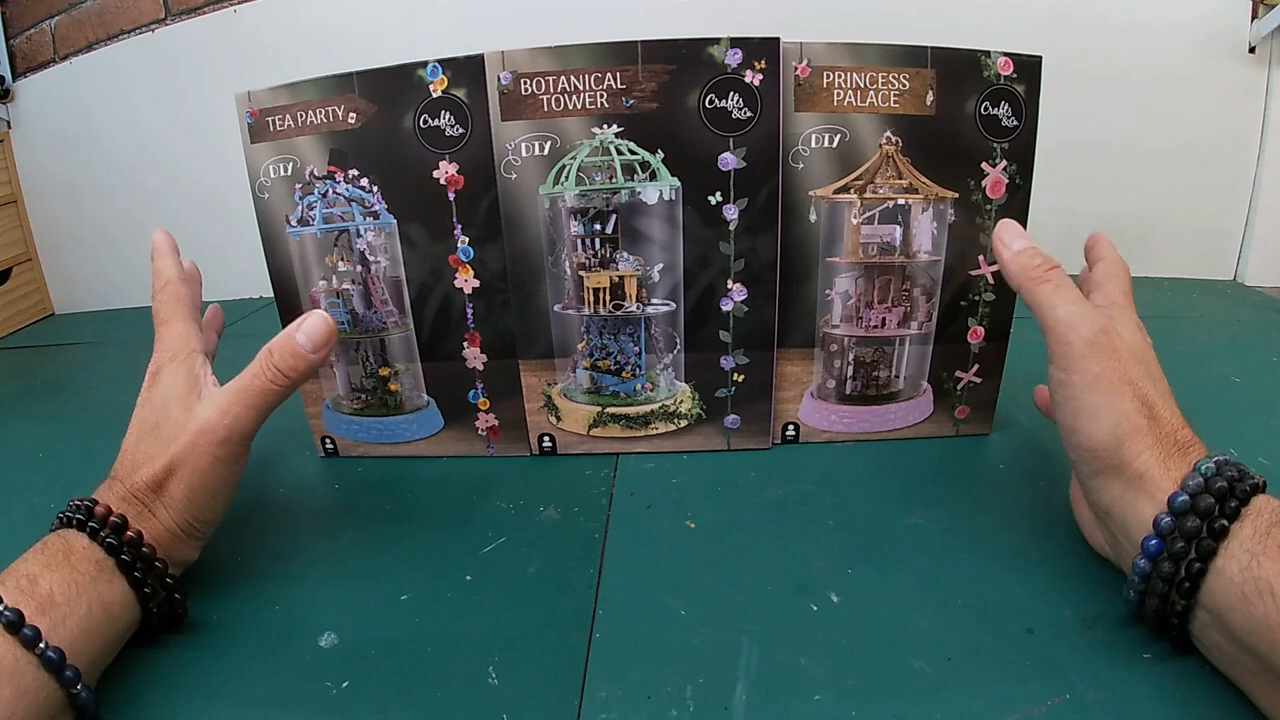 TEA PARTY
Crafts
&Co.
DIY
BOTANICAL
TOWER
Crafts
&Co.
DIY
PRINCESS
PALACE
Crafts
&Co.
DIY